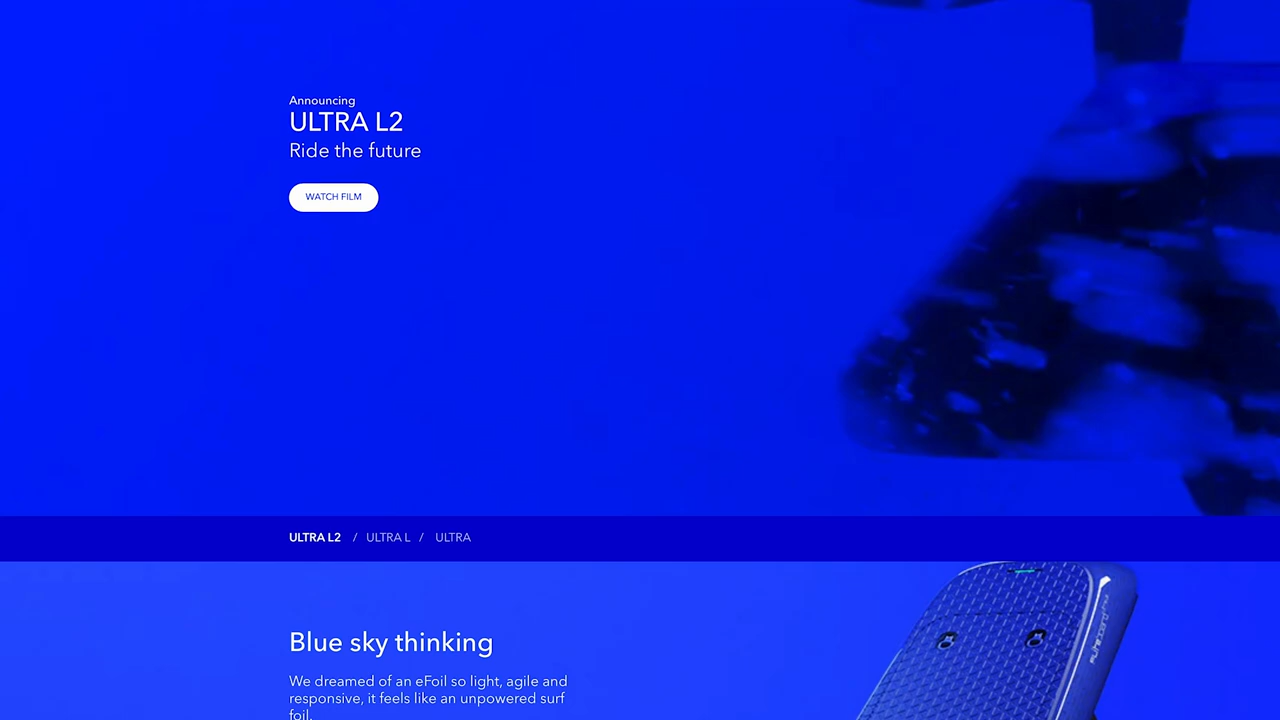 Announcing
ULTRA L2
Ride the future
WATCH FILM
ULTRA L2 / ULTRA L / ULTRA
Blue sky thinking
We dreamed of an eFoil so light, agile and
responsive, it feels like an unpowered surf
foil.